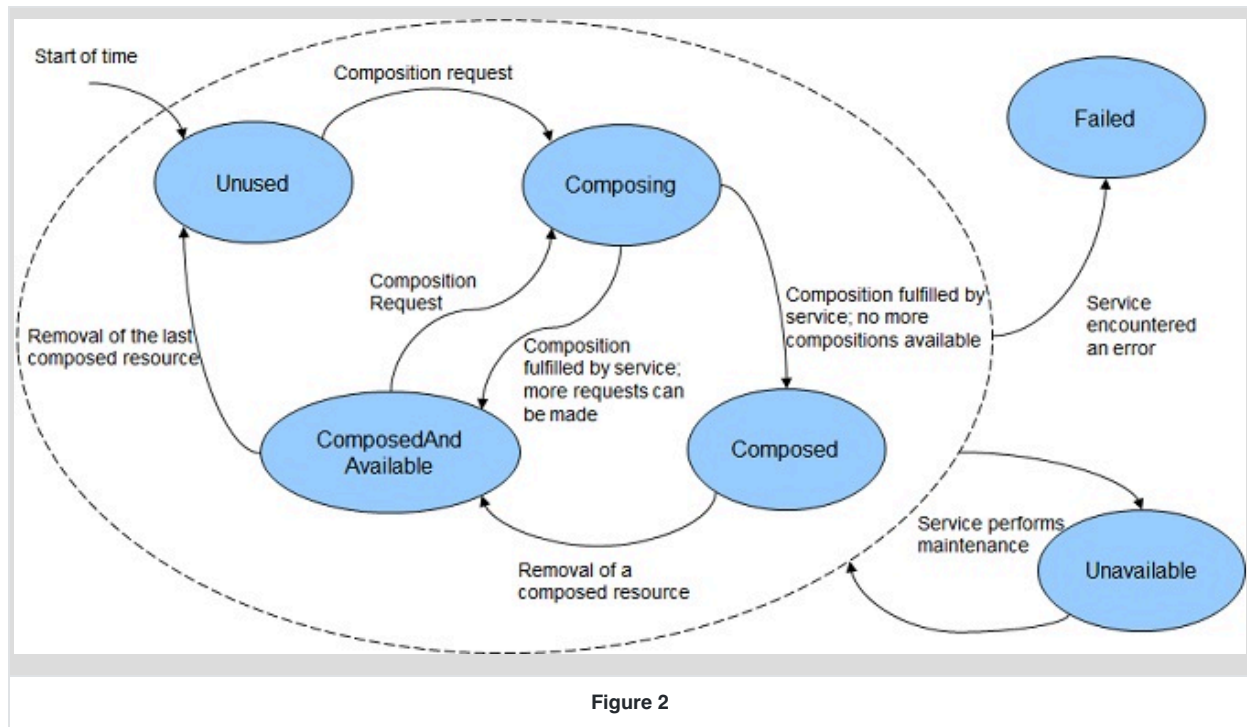 Start of time
Composition request
Failed
Unused
Composing
Composition
Request
Composition fulfilled by
service; no more
compositions available
Service
encountered
an error
Removal of the last
composed resource
Composition
fulfilled by service;
more requests can
be made
ComposedAnd
Available
Composed
Service performs
maintenance
Unavailable
Removal of a
composed resource
Figure 2